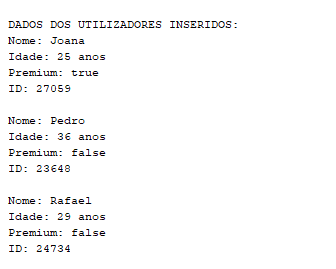 DADOS DOS UTILIZADORES INSERIDOS:
Nome: Joana
Idade: 25 anos
Premium: true
ID: 27059
Nome: Pedro
Idade: 36 anos
Premium: false
ID: 23648
Nome: Rafael
Idade: 29 anos
Premium: false
ID: 24734